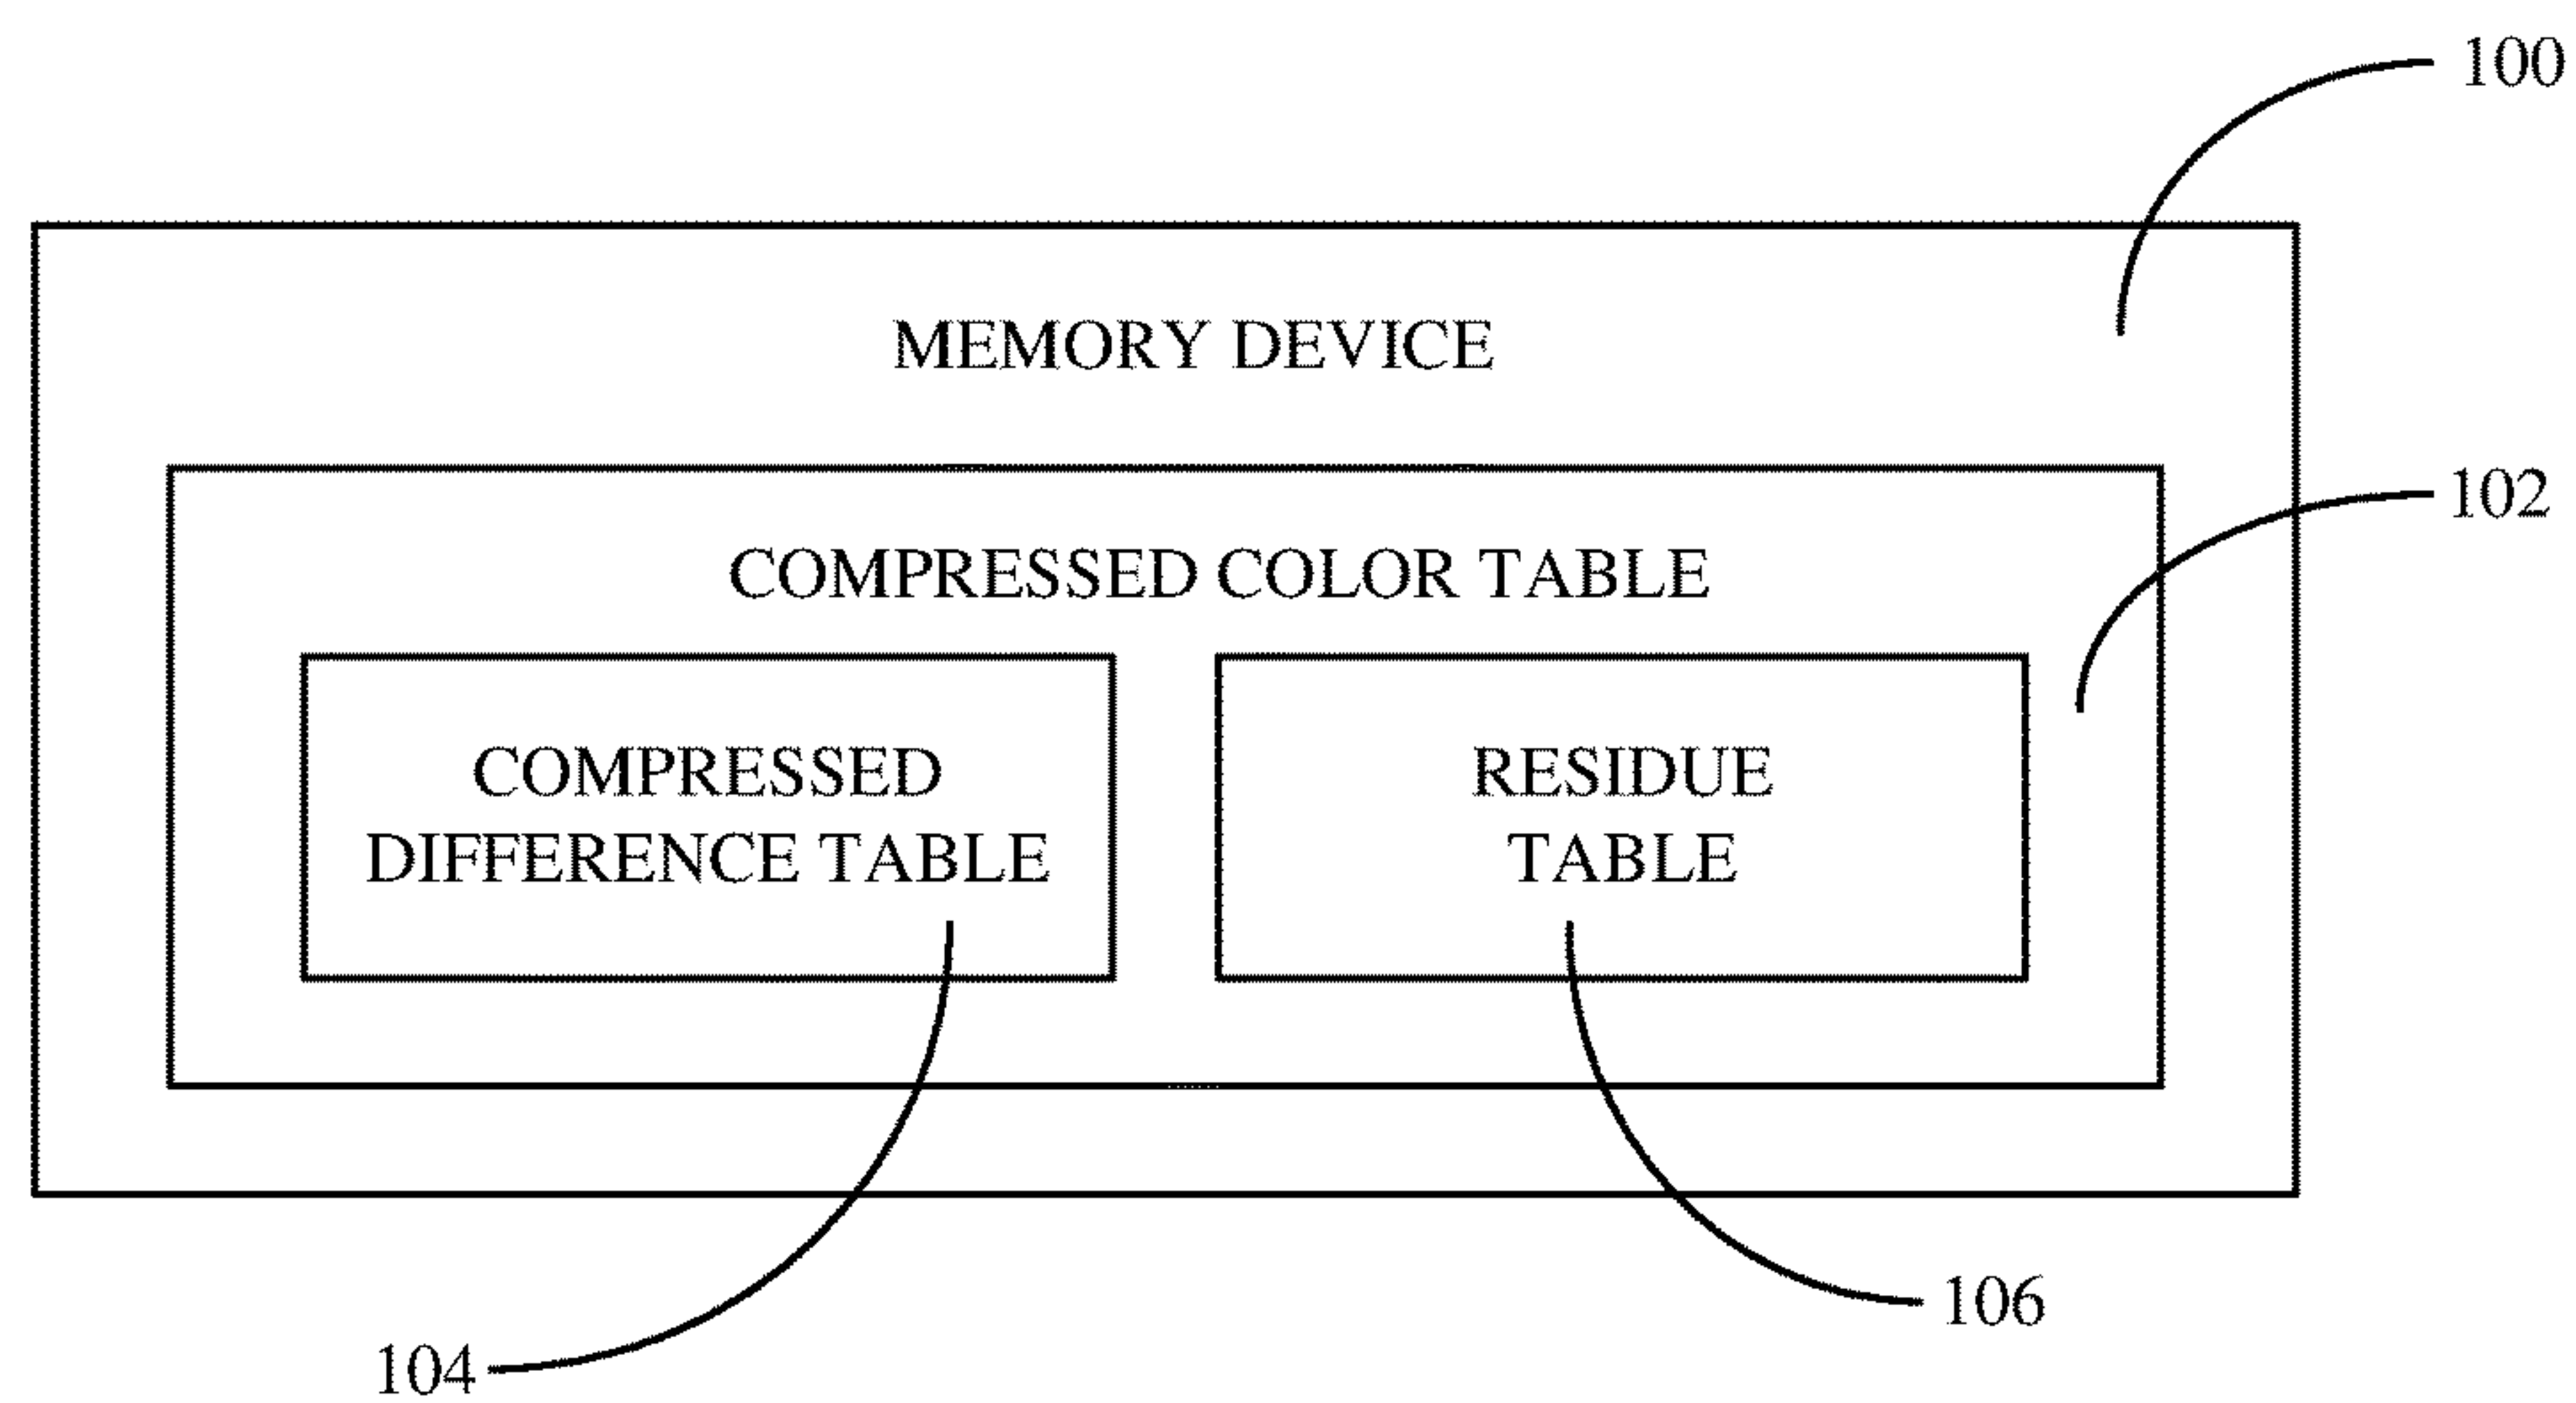 100
MEMORY DEVICE
102
COMPRESSED COLOR TABLE
COMPRESSED
DIFFERENCE TABLE
RESIDUE
TABLE
106
104